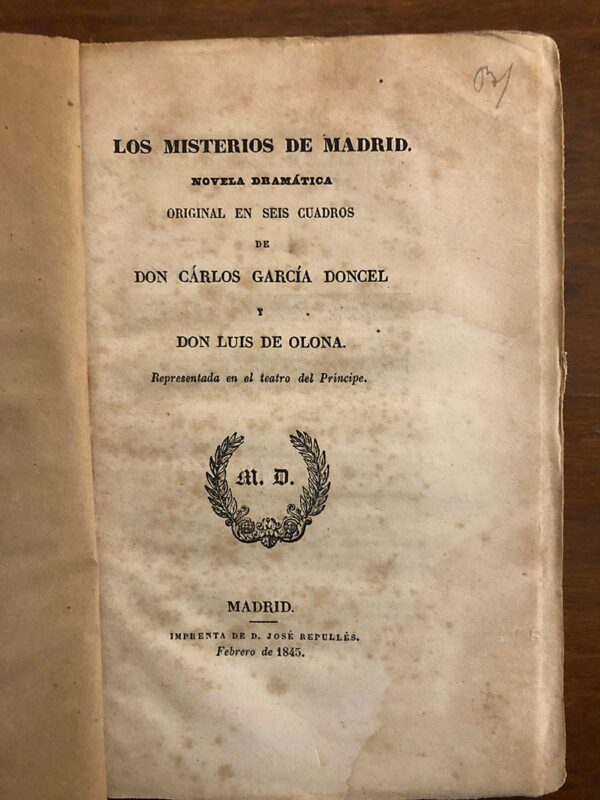 LOS MISTERIOS DE MADRID.
NOVELA DRAMÁTICA
ORIGINAL EN SEIS CUADROS
DE
DON CÁRLOS GARCÍA DONCEL
Y
DON LUIS DE OLONA.
Representada en el teatro del Príncipe.
M. D.
MADRID.
IMPRENTA DE D. JOSÉ REPULLÉS.
Febrero de 1845.